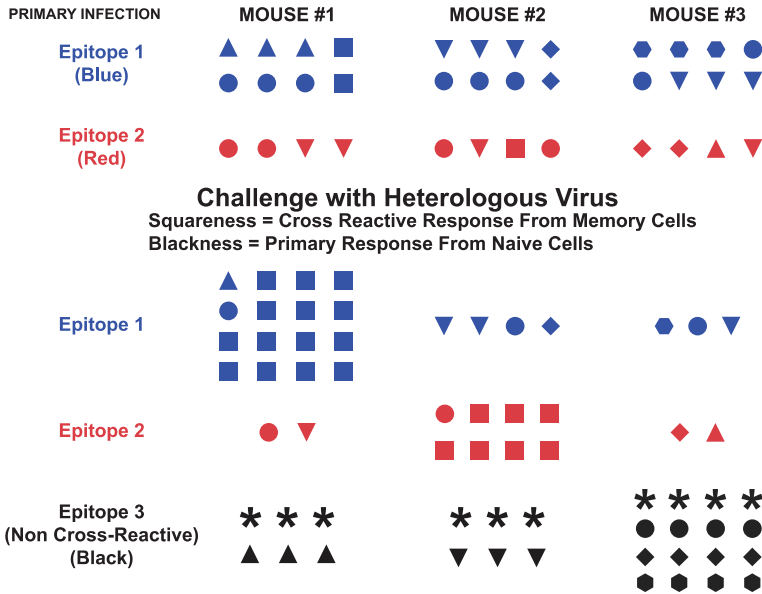 PRIMARY INFECTION MOUSE #1 MOUSE #2 MOUSE #3
Epitope 1
(Blue)
Epitope 2
(Red)
Challenge with Heterologous Virus
Squareness = Cross Reactive Response From Memory Cells
Blackness = Primary Response From Naive Cells
Epitope 1
Epitope 2
Epitope 3
(Non Cross-Reactive)
(Black)